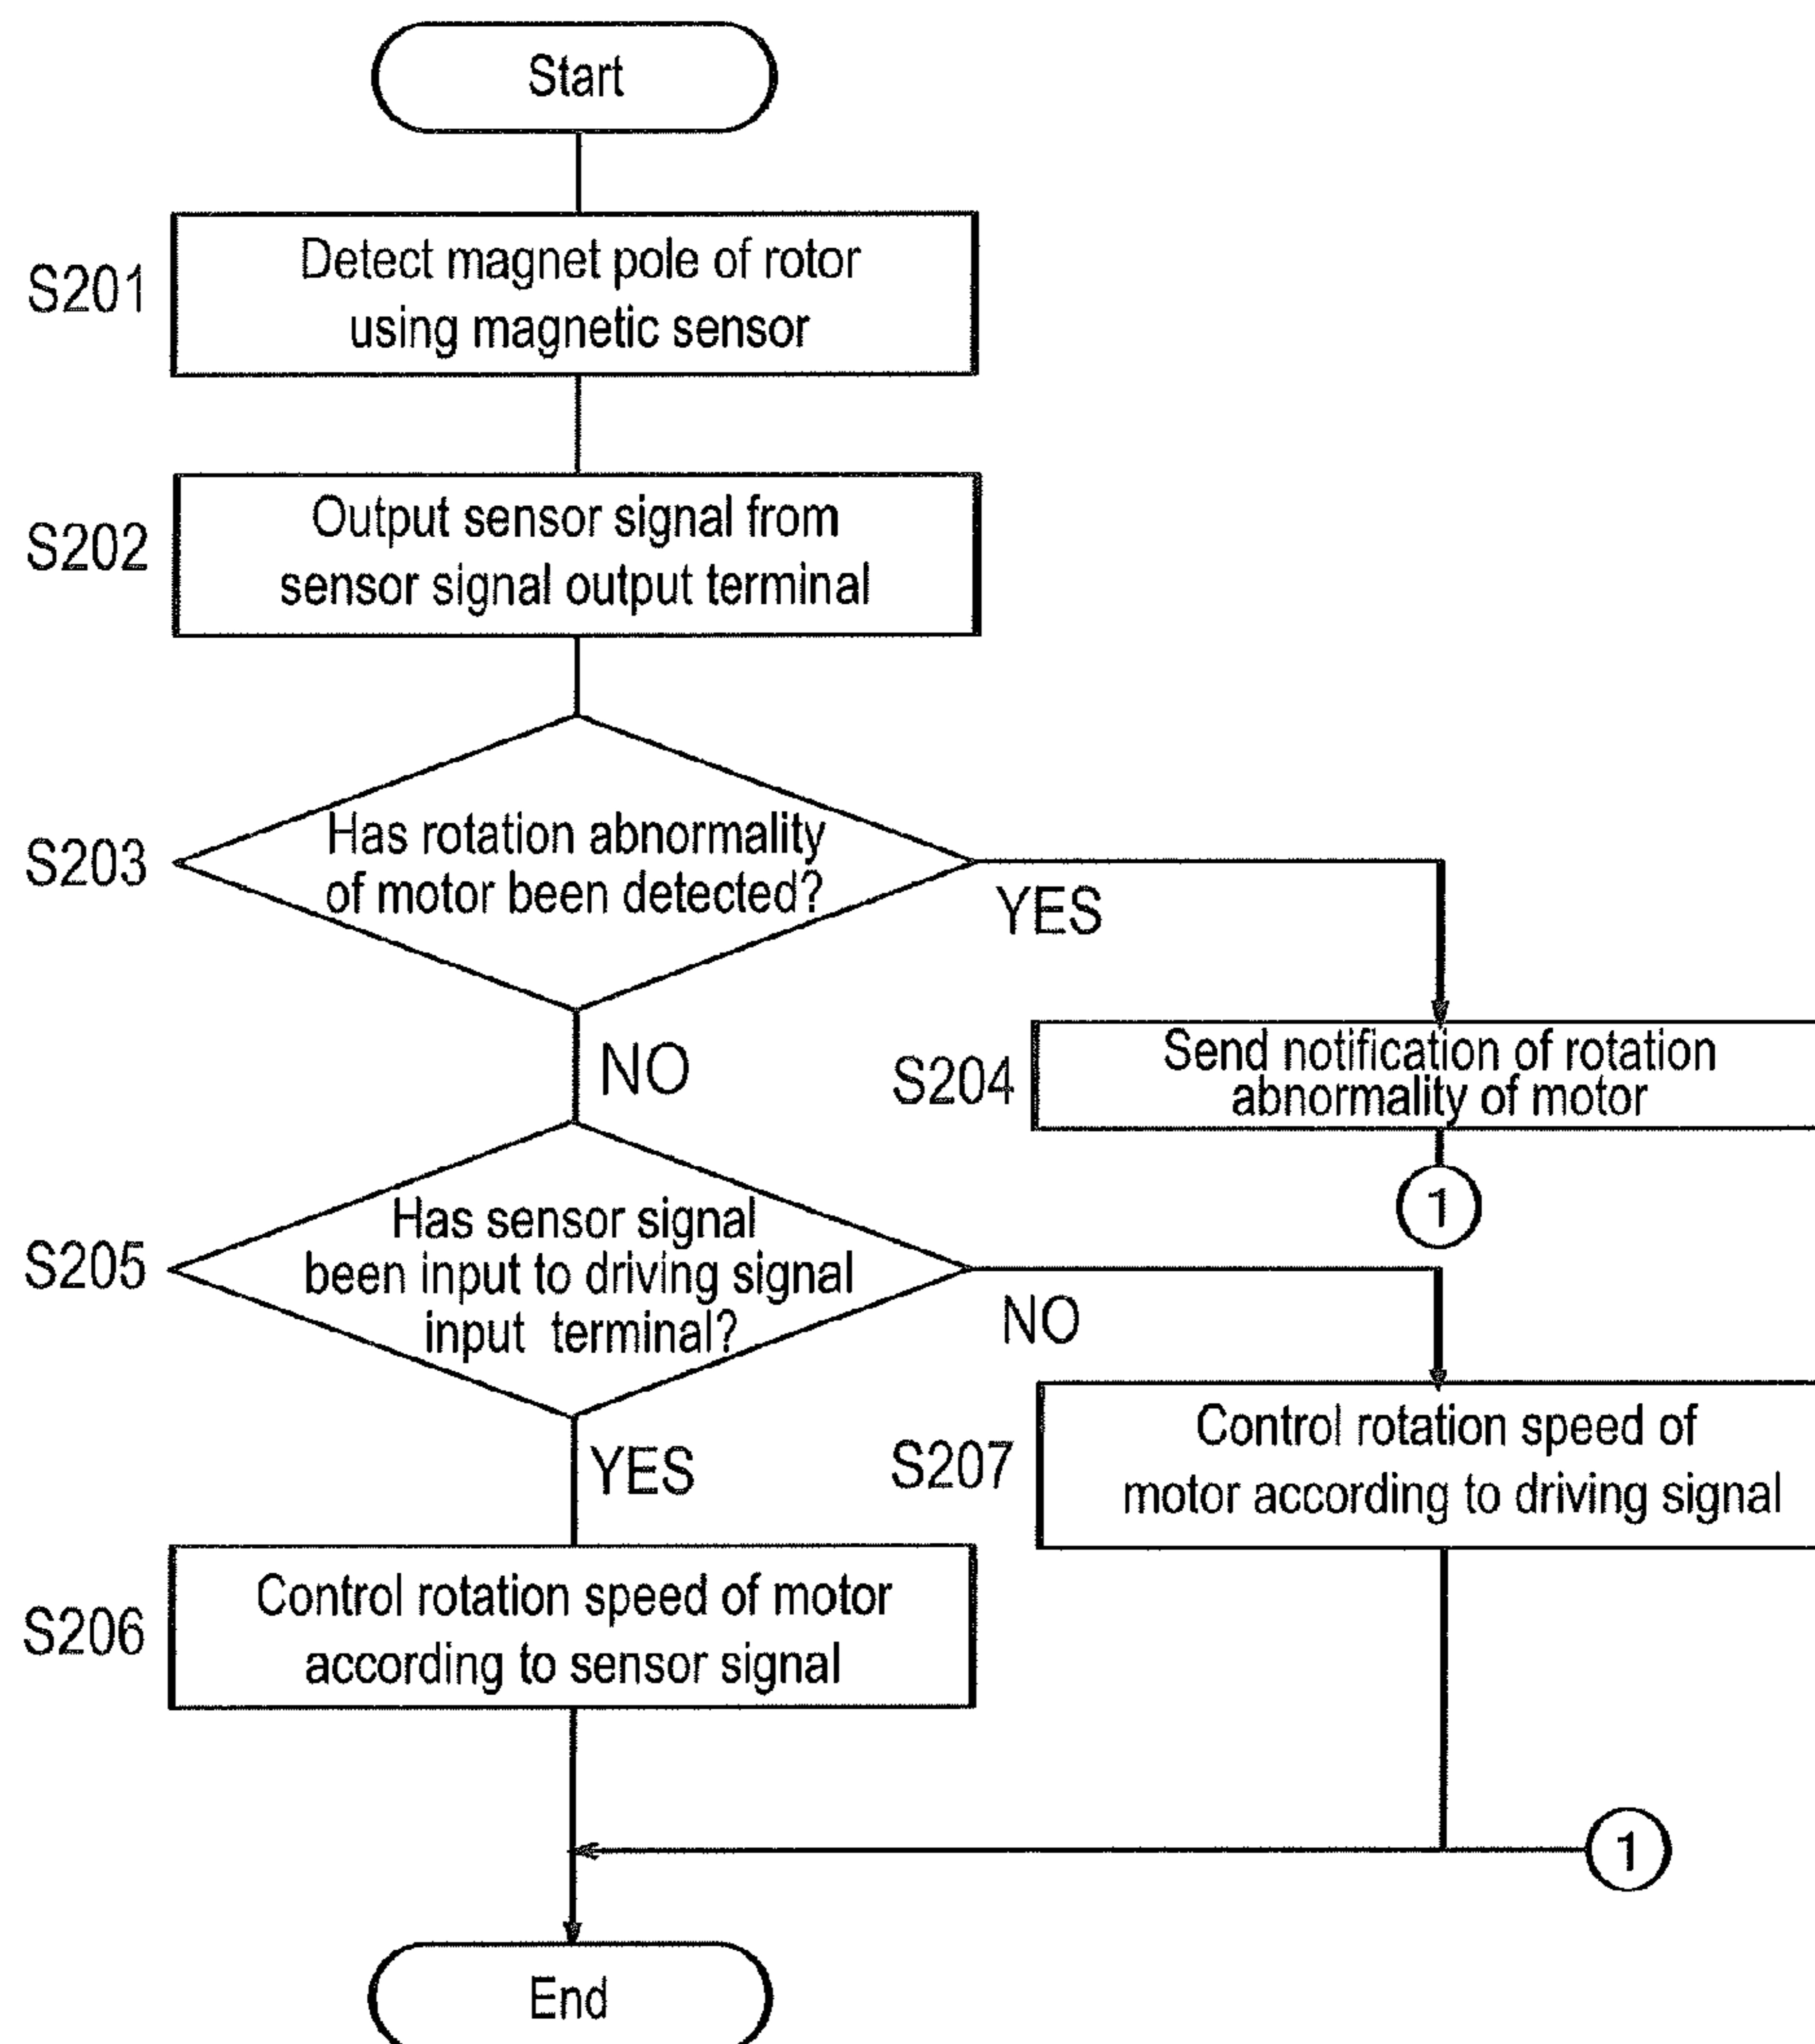 Start
S201
Detect magnet pole of rotor
using magnetic sensor
S202
Output sensor signal from
sensor signal output terminal
S203
Has rotation abnormality
of motor been detected?
YES
NO
S204
Send notification of rotation
abnormality of motor
1
S205
Has sensor signal
been input to driving signal
input terminal?
NO
YES
S207
Control rotation speed of
motor according to driving signal
S206
Control rotation speed of motor
according to sensor signal
1
End